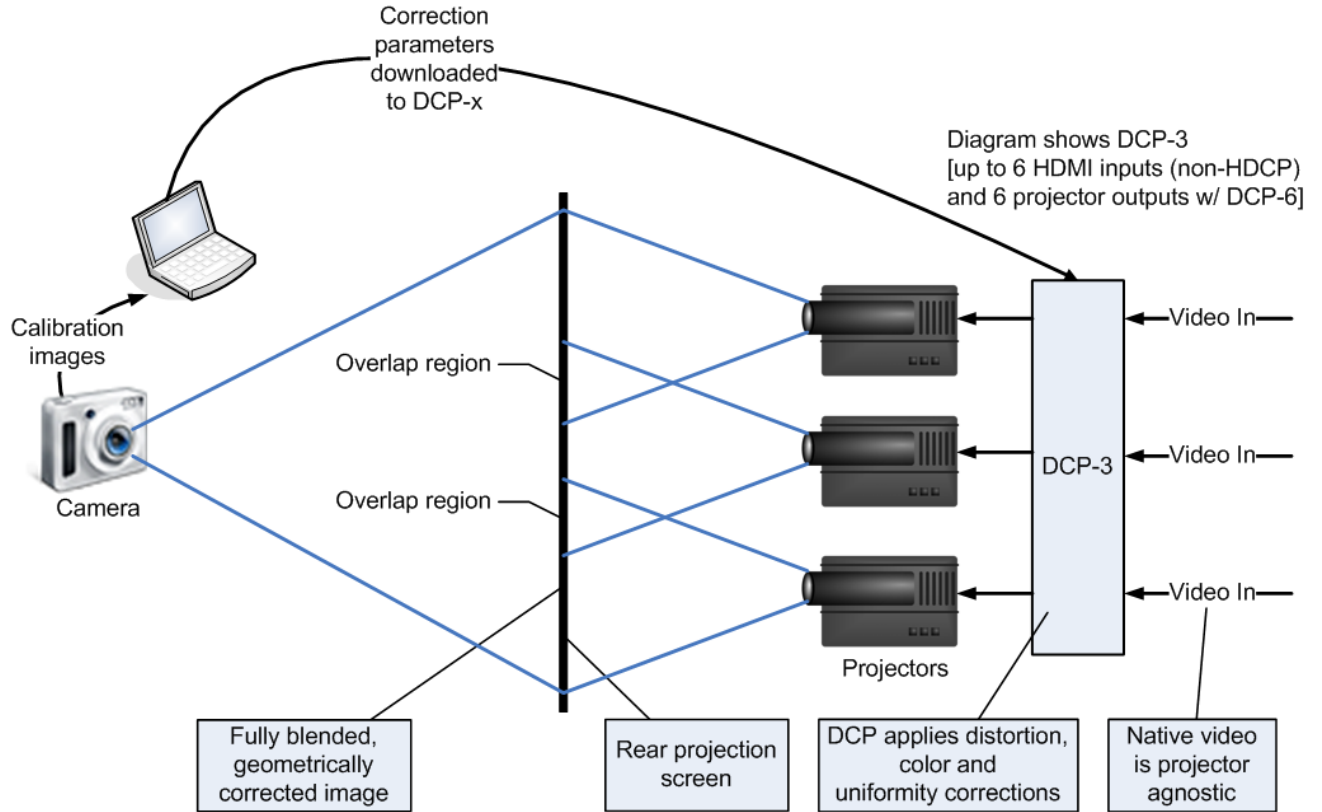 Correction
parameters
downloaded
to DCP-x
Diagram shows DCP-3
[up to 6 HDMI inputs (non-HDCP)
and 6 projector outputs w/ DCP-6]
Calibration
images
Camera
Overlap region
Overlap region
Projectors
DCP-3
Video In
Video In
Video In
Fully blended,
geometrically
corrected image
Rear projection
screen
DCP applies distortion,
color and
uniformity corrections
Native video
is projector
agnostic